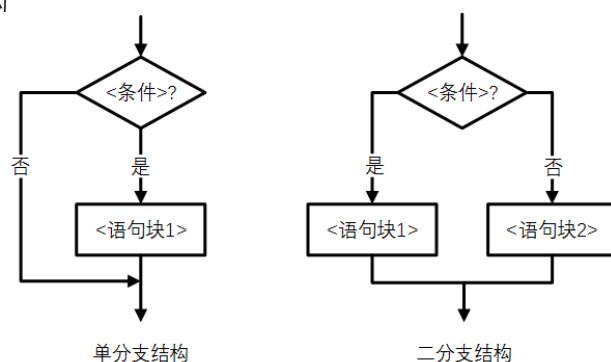 <条件>?
否
是
<语句块1>
单分支结构
<条件>?
是
否
<语句块1>
<语句块2>
二分支结构